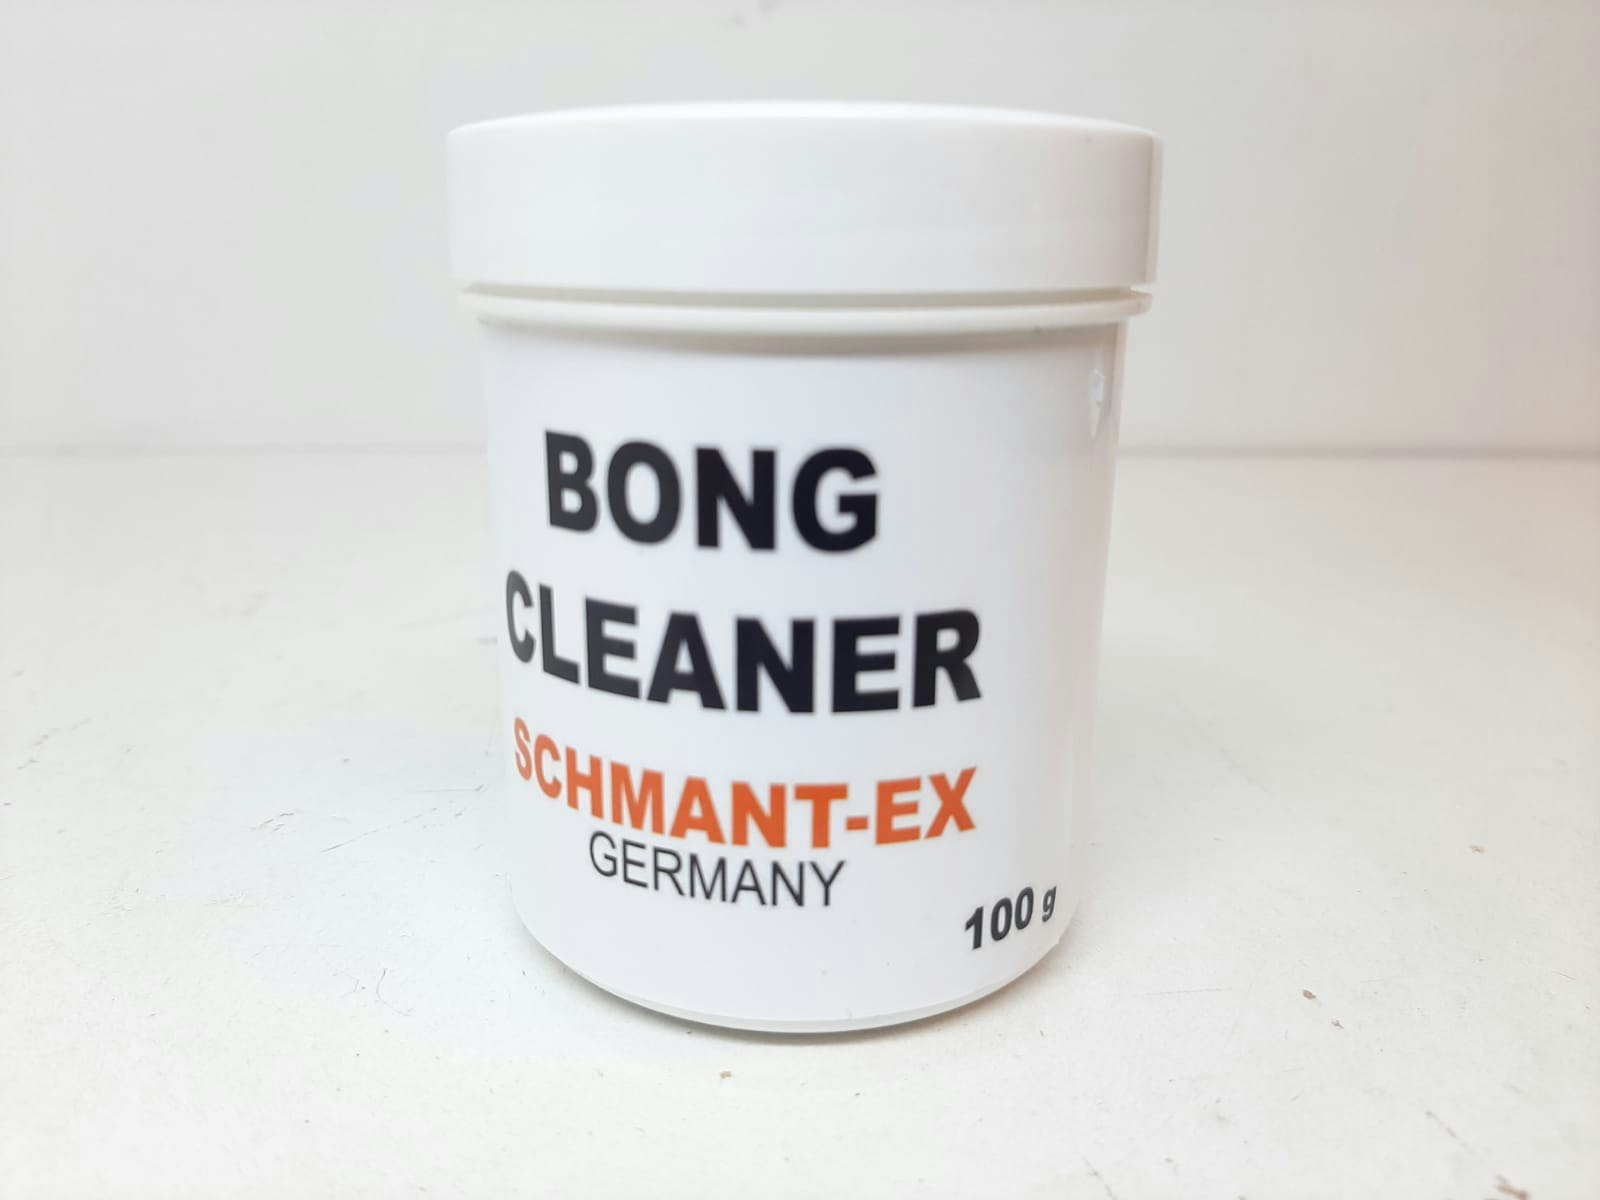 BONG
CLEANER
SCHMANT-EX
GERMANY
100 g